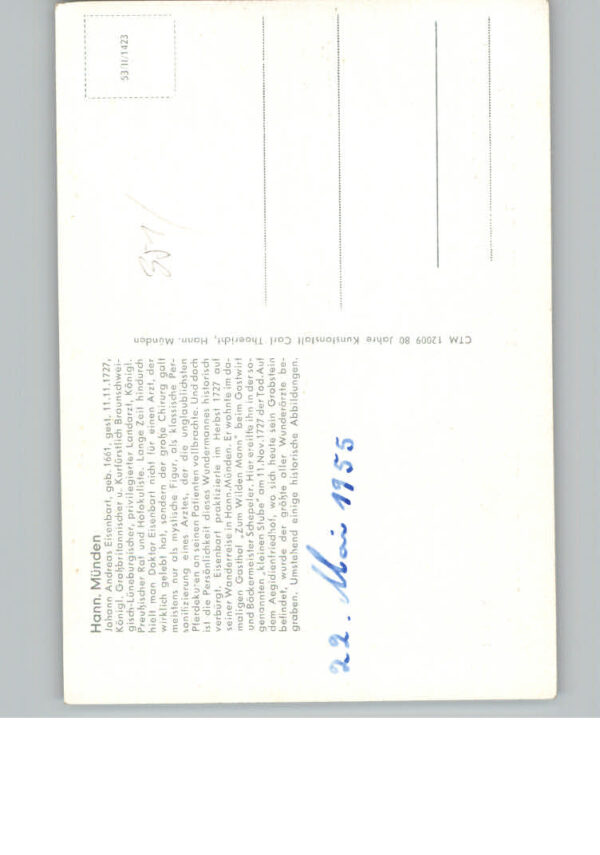 Hann. Münden
Johann Andreas Eisenbart, geb. 1661, gest. 11.11.1727,
Königl. Großbritannischer u. Kurfürstlich Braunschwei-
gisch-Lüneburgischer, privilegierter Landarzt, Königl.
Preußischer Rat und Hofokuliste. Lange Zeit hindurch
hielt man Doktor Eisenbart nicht für einen Arzt, der
wirklich gelebt hat, sondern der große Chirurg galt
meistens nur als mystische Figur, als klassische Per-
sonifizierung eines Arztes, der die unglaublichsten
Pferdekuren an seinen Patienten vollbrachte. Und doch
ist die Persönlichkeit dieses Wundermannes historisch
verbürgt. Eisenbart praktizierte im Herbst 1727 auf
seiner Wanderreise in Hann. Münden. Er wohnte im da-
maligen Gasthof „Zum Wilden Mann" beim Gastwirt
und Bäckermeister Schepeler. Hier ereilte ihn in der so-
genannten „kleinen Stube" am 11. Nov. 1727 der Tod. Auf
dem Aegidienfriedhof, wo sich heute sein Grabstein
befindet, wurde der größte aller Wunderärzte be-
graben. Umstehend einige historische Abbildungen.
22. Mai 1955
CTM 12009 80 Jahre Kunstanstalt Carl Thoericht, Hann. Münden
53/II/1423